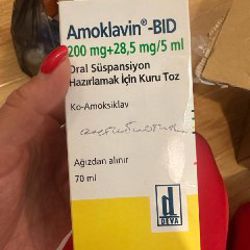 Amoklavin®-BID
200 mg+28,5 mg/5 ml
Oral Süspansiyon
Hazırlamak İçin Kuru Toz
Ko-Amoksiklav
Ağızdan alınır
70 ml
DEVA